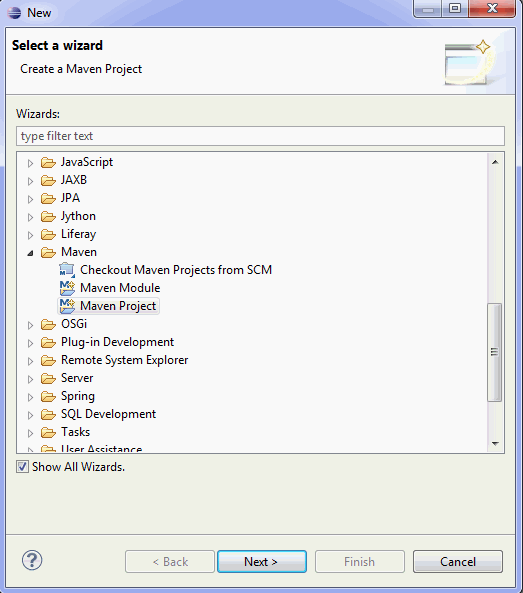 New
Select a wizard
Create a Maven Project
Wizards:
type filter text
JavaScript
JAXB
JPA
Jython
Liferay
Maven
Checkout Maven Projects from SCM
Maven Module
Maven Project
OSGi
Plug-in Development
Remote System Explorer
Server
Spring
SQL Development
Tasks
User Assistance
Show All Wizards.
?
< Back
Next >
Finish
Cancel